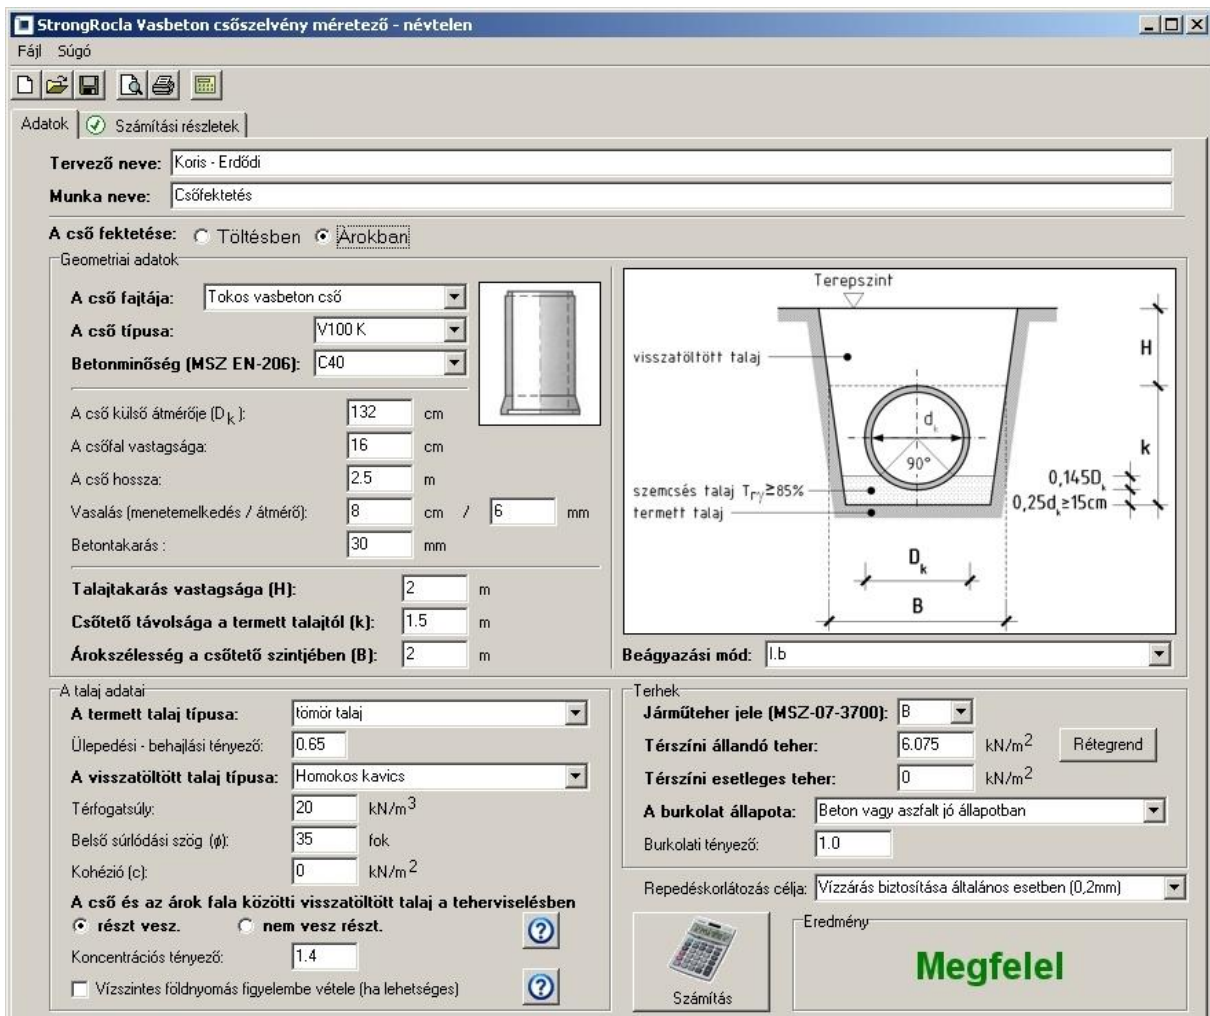 StrongRocla Vasbeton csőszelvény méretező - névtelen
Fájl Súgó
Adatok Számítási részletek
Tervező neve: Koris - Erdődi
Munka neve: Csőfektetés
A cső fektetése: Töltésben Árokban
Geometriai adatok
A cső fajtája: Tokos vasbeton cső
A cső típusa: V100 K
Betonminőség (MSZ EN-206): C40
A cső külső átmérője (D k ): 132 cm
A csőfal vastagsága: 16 cm
A cső hossza: 2.5 m
Vasalás (menetemelkedés / átmérő): 8 cm / 6 mm
Betontakarás : 30 mm
Talajtakarás vastagsága (H): 2 m
Csőtető távolsága a termett talajtól (k): 1.5 m
Árokszélesség a csőtető szintjében (B): 2 m
Terepszint
visszatöltött talaj
H
dk
90°
k
szemcsés talaj Trγ≥85%
termett talaj
0,145Dk
0,25dk≥15cm
Dk
B
Beágyazási mód: I.b
A talaj adatai
A termett talaj típusa: tömör talaj
Ülepedési - behajlási tényező: 0.65
A visszatöltött talaj típusa: Homokos kavics
Térfogatsúly: 20 kN/m3
Belső súrlódási szög (ϕ): 35 fok
Kohézió (c): 0 kN/m2
A cső és az árok fala közötti visszatöltött talaj a teherviselésben
részt vesz. nem vesz részt.
Koncentrációs tényező: 1.4
Vízszintes földnyomás figyelembe vétele (ha lehetséges)
Terhek
Járműteher jele (MSZ-07-3700): B
Térszíni állandó teher: 6.075 kN/m2 Rétegrend
Térszíni esetleges teher: 0 kN/m2
A burkolat állapota: Beton vagy aszfalt jó állapotban
Burkolati tényező: 1.0
Repedéskorlátozás célja: Vízzárás biztosítása általános esetben (0,2mm)
Számítás
Eredmény
Megfelel